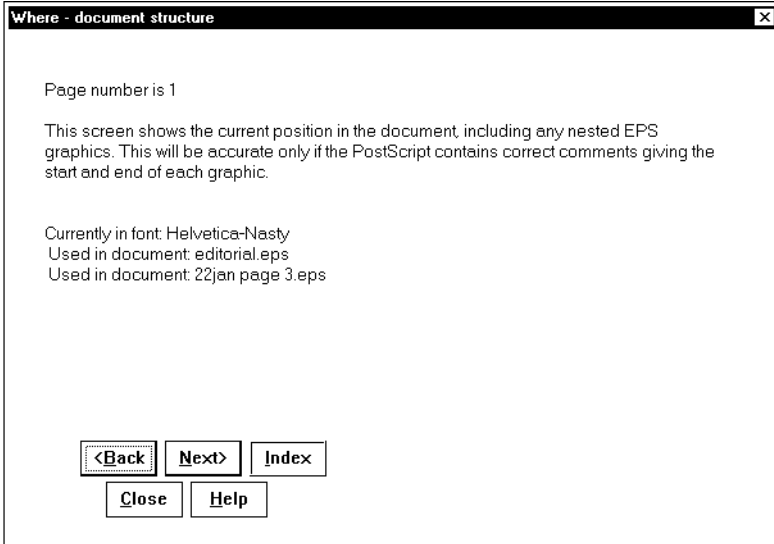 Where - document structure
Page number is 1
This screen shows the current position in the document, including any nested EPS
graphics. This will be accurate only if the PostScript contains correct comments giving the
start and end of each graphic.
Currently in font: Helvetica-Nasty
Used in document: editorial.eps
Used in document: 22jan page 3.eps
<Back Next> Index
Close Help